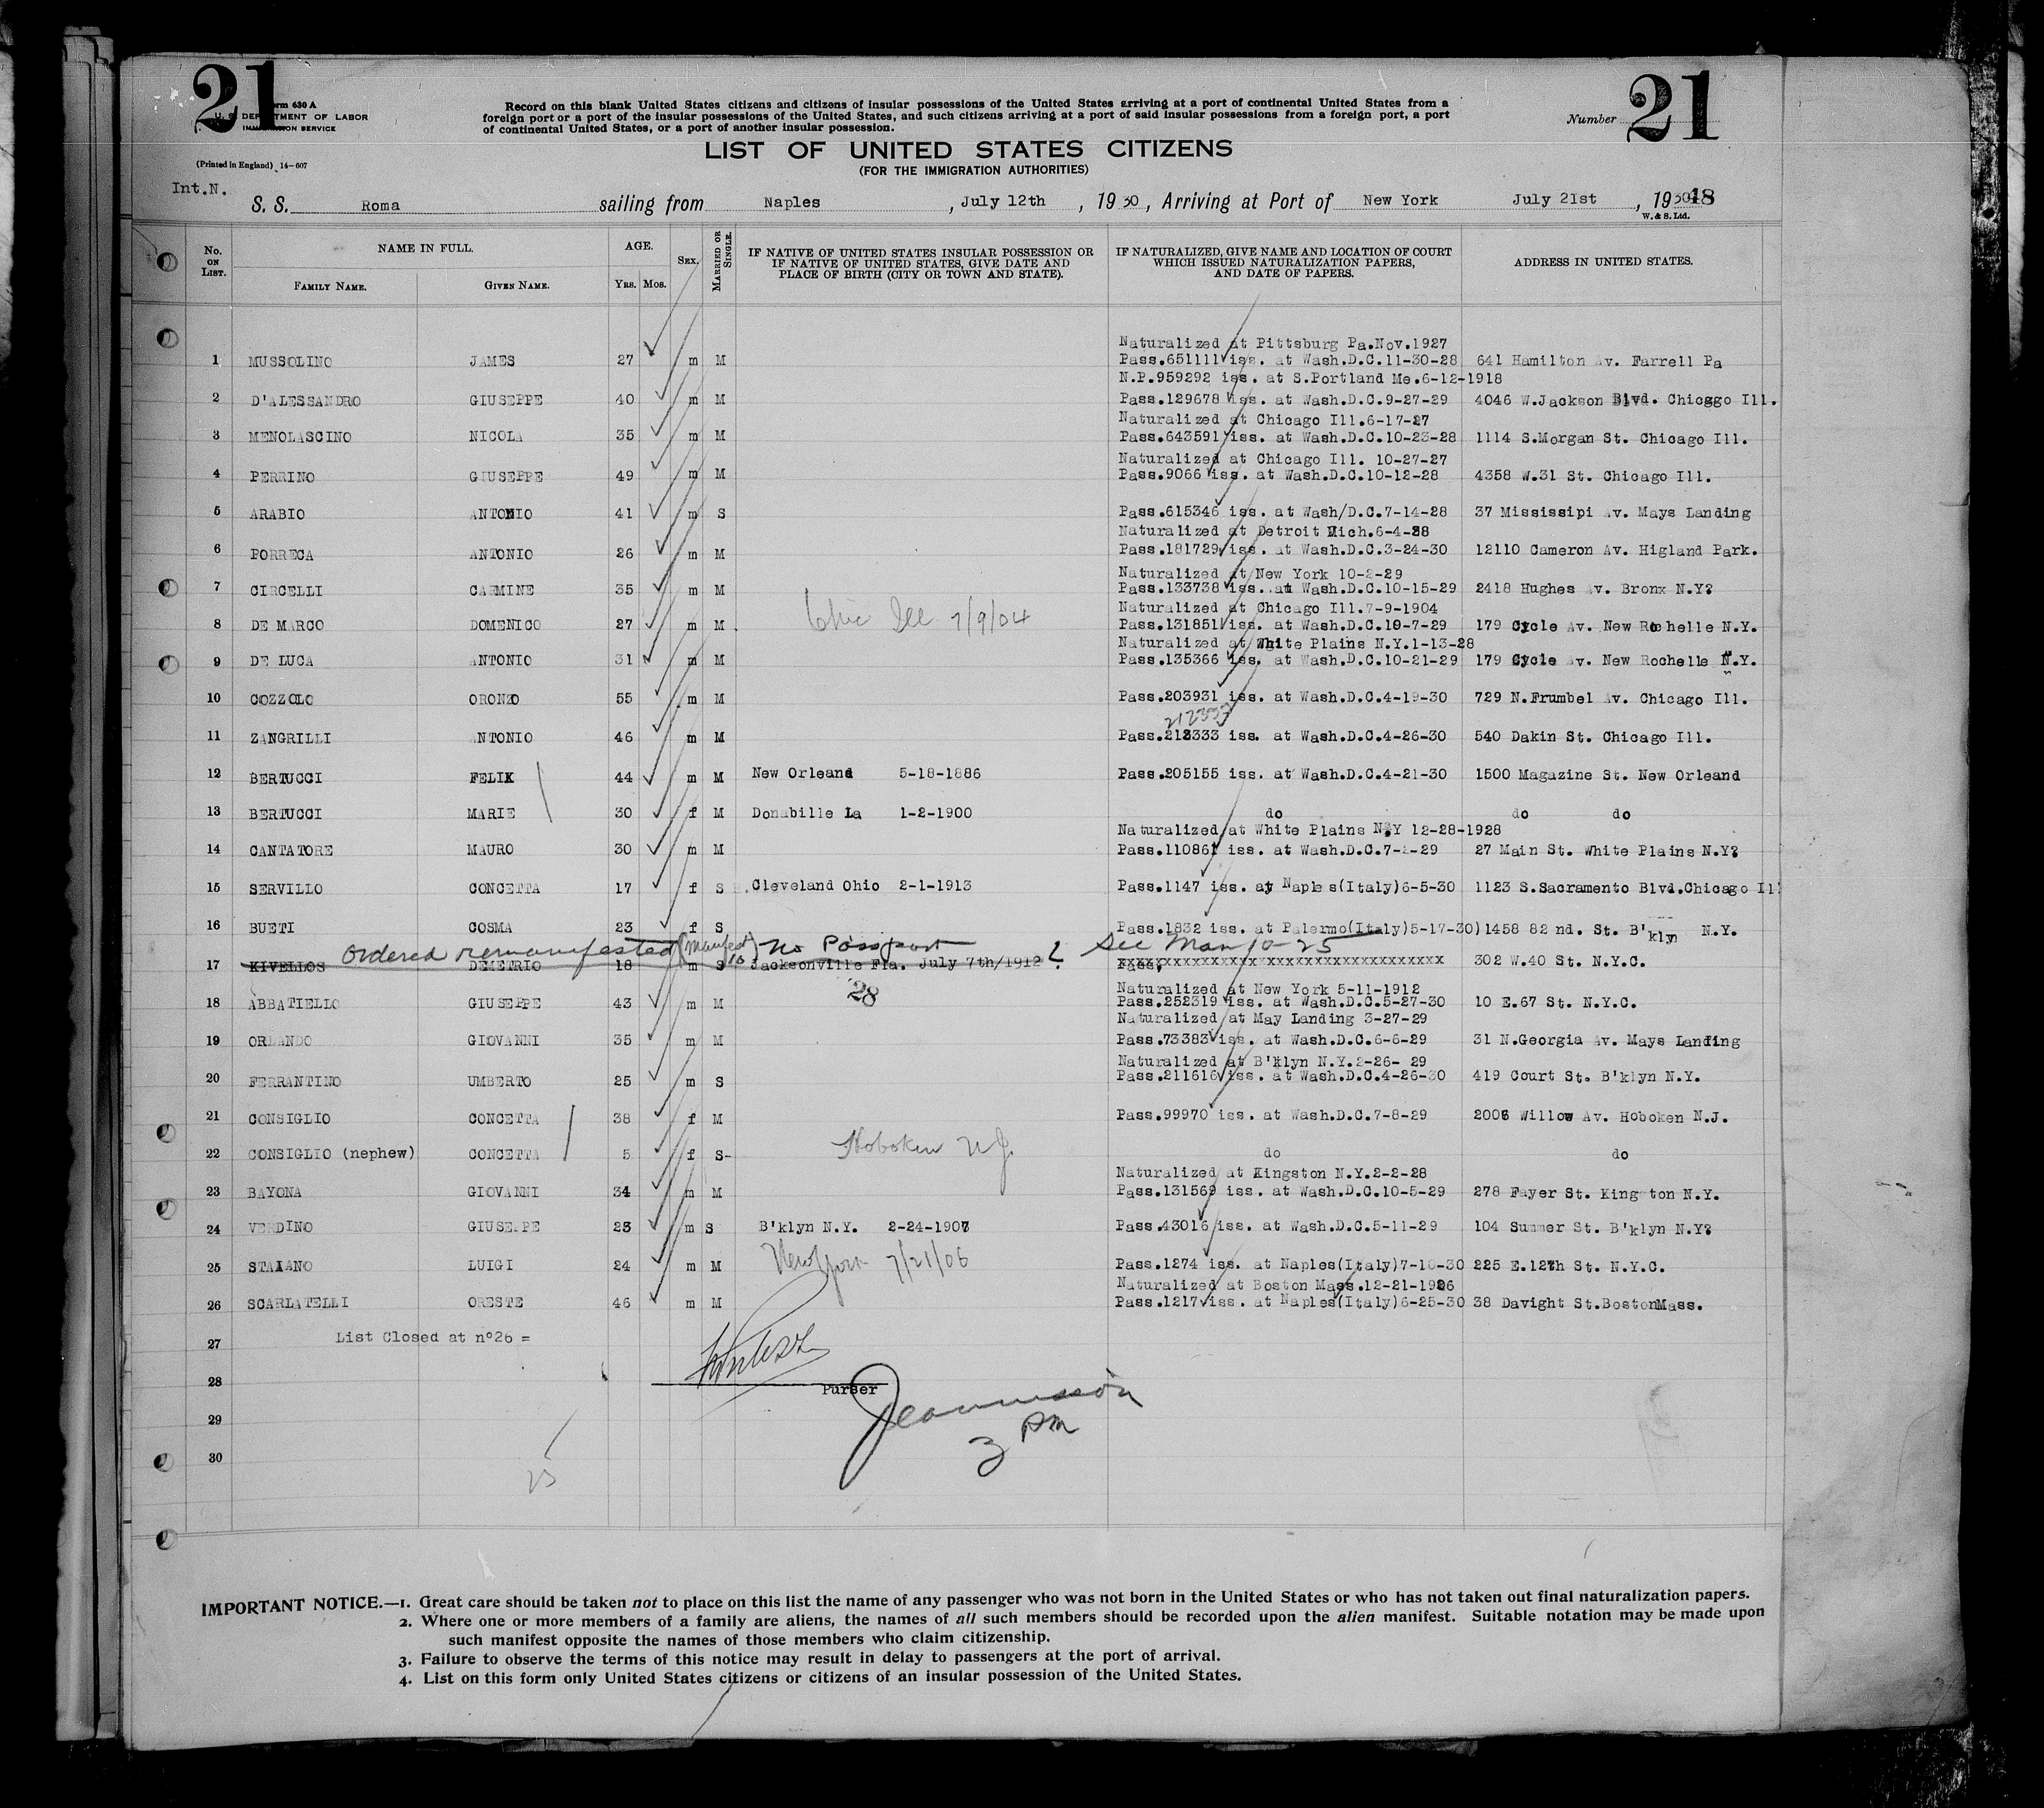 21
21
Form 630 A
U. S. DEPARTMENT OF LABOR
IMMIGRATION SERVICE
(Printed in England) 14-607
Record on this blank United States citizens and citizens of insular possessions of the United States arriving at a port of continental United States from a
foreign port or a port of the insular possessions of the United States, and such citizens arriving at a port of said insular possessions from a foreign port, a port
of continental United States, or a port of another insular possession.
Number
LIST OF UNITED STATES CITIZENS
(FOR THE IMMIGRATION AUTHORITIES)
Int.N.
S. S. Roma sailing from Naples, July 12th, 1930, Arriving at Port of New York July 21st, 1930 48
W. & S. Ltd.
No. ON LIST. NAME IN FULL. AGE. SEX. MARRIED OR SINGLE. IF NATIVE OF UNITED STATES INSULAR POSSESSION OR IF NATIVE OF UNITED STATES, GIVE DATE AND PLACE OF BIRTH (CITY OR TOWN AND STATE). IF NATURALIZED, GIVE NAME AND LOCATION OF COURT WHICH ISSUED NATURALIZATION PAPERS, AND DATE OF PAPERS. ADDRESS IN UNITED STATES.
FAMILY NAME. GIVEN NAME. YRS. MOS.
Naturalized at Pittsburg Pa.Nov.1927
1 MUSSOLINO JAMES 27 m M Pass.651111 iss. at Wash.D.C.11-30-28 641 Hamilton Av. Farrell Pa
N.P.959292 iss. at S.Portland Me.6-12-1918
2 D'ALESSANDRO GIUSEPPE 40 m M Pass.129678 iss. at Wash.D.C.9-27-29 4046 W.Jackson Blvd. Chicago Ill.
Naturalized at Chicago Ill.6-17-27
3 MENOLASCINO NICOLA 35 m M Pass.643591 iss. at Wash.D.C.10-23-28 1114 S.Morgan St. Chicago Ill.
Naturalized at Chicago Ill. 10-27-27
4 PERRINO GIUSEPPE 49 m M Pass.9066 iss. at Wash.D.C.10-12-28 4358 W.31 St. Chicago Ill.
5 ARABIO ANTONIO 41 m S Pass.615346 iss. at Wash/D.C.7-14-28 37 Mississipi Av. Mays Landing
Naturalized at Detroit Mich.6-4-28
6 PORRECA ANTONIO 26 m M Pass.181729 iss. at Wash.D.C.3-24-30 12110 Cameron Av. Higland Park.
Naturalized at New York 10-2-29
7 CIRCELLI CARMINE 35 m M Pass.133738 iss. at Wash.D.C.10-15-29 2418 Hughes Av. Bronx N.Y?
Naturalized at Chicago Ill.7-9-1904
8 DE MARCO DOMENICO 27 m M Chic Ill 7/9/04 Pass.131851 iss. at Wash.D.C.10-7-29 179 Cycle Av. New Rochelle N.Y.
Naturalized at White Plains N.Y.1-13-28
9 DE LUCA ANTONIO 31 m M Pass.135366 iss. at Wash.D.C.10-21-29 179 Cycle Av. New Rochelle N.Y.
10 COZZOLO ORONZO 55 m M Pass.203931 iss. at Wash.D.C.4-19-30 729 N.Frumbel Av. Chicago Ill.
212333
11 ZANGRILLI ANTONIO 46 m M Pass.212333 iss. at Wash.D.C.4-26-30 540 Dakin St. Chicago Ill.
12 BERTUCCI FELIX 44 m M New Orleand 5-18-1886 Pass.205155 iss. at Wash.D.C.4-21-30 1500 Magazine St. New Orleand
13 BERTUCCI MARIE 30 f M Donabille La 1-2-1900 do do do
Naturalized at White Plains N.Y 12-28-1928
14 CANTATORE MAURO 30 m M Pass.110861 iss. at Wash.D.C.7-2-29 27 Main St. White Plains N.Y?
15 SERVILLO CONCETTA 17 f S Cleveland Ohio 2-1-1913 Pass.1147 iss. ay Naples(Italy)6-5-30 1123 S.Sacramento Blvd.Chicago Ill
16 BUETI COSMA 23 f S Pass.1832 iss. at Palermo(Italy)5-17-30) 1458 82 nd. St. B'klyn N.Y.
Ordered remanifested (Manifest 10) No Passport See Man 10-25
17 KIVELLOS DEMETRIO 18 m S Jacksonville Fla. July 7th/1912 Pass, xxxxxxxxxxxxxxxxxxxxxxxxxxxxxxx 302 W.40 St. N.Y.C.
28
Naturalized at New York 5-11-1912
18 ABBATIELLO GIUSEPPE 43 m M Pass.252319 iss. at Wash.D.C.5-27-30 10 E.67 St. N.Y.C.
Naturalized at May Landing 3-27-29
19 ORLANDO GIOVANNI 35 m M Pass.73383 iss. at Wash.D.C.6-6-29 31 N.Georgia Av. Mays Landing
Naturalized at B'klyn N.Y.2-26- 29
20 FERRANTINO UMBERTO 25 m S Pass.211616 iss. at Wash.D.C.4-26-30 419 Court St. B'klyn N.Y.
21 CONSIGLIO CONCETTA 38 f M Pass.99970 iss. at Wash.D.C.7-8-29 2006 Willow Av. Hoboken N.J.
22 CONSIGLIO (nephew) CONCETTA 5 f S- Hoboken NJ. do do
Naturalized at Kingston N.Y.2-2-28
23 BAYONA GIOVANNI 34 m M Pass.131569 iss. at Wash.D.C.10-5-29 278 Fayer St. Kingston N.Y.
24 VERDINO GIUSEPPE 23 m S B'klyn N.Y. 2-24-1907 Pass.43016 iss. at Wash.D.C.5-11-29 104 Summer St. B'klyn N.Y?
25 STAIANO LUIGI 24 m M New York 7/21/06 Pass.1274 iss. at Naples(Italy)7-10-30 225 E.12th St. N.Y.C.
Naturalized at Boston Mass.12-21-1926
26 SCARLATELLI ORESTE 46 m M Pass.1217 iss. at Naples(Italy)6-25-30 38 Davight St.BostonMass.
27 List Closed at n°26 =
28 Purser
29
3 PM
30
25
IMPORTANT NOTICE.—1. Great care should be taken not to place on this list the name of any passenger who was not born in the United States or who has not taken out final naturalization papers.
2. Where one or more members of a family are aliens, the names of all such members should be recorded upon the alien manifest. Suitable notation may be made upon
such manifest opposite the names of those members who claim citizenship.
3. Failure to observe the terms of this notice may result in delay to passengers at the port of arrival.
4. List on this form only United States citizens or citizens of an insular possession of the United States.